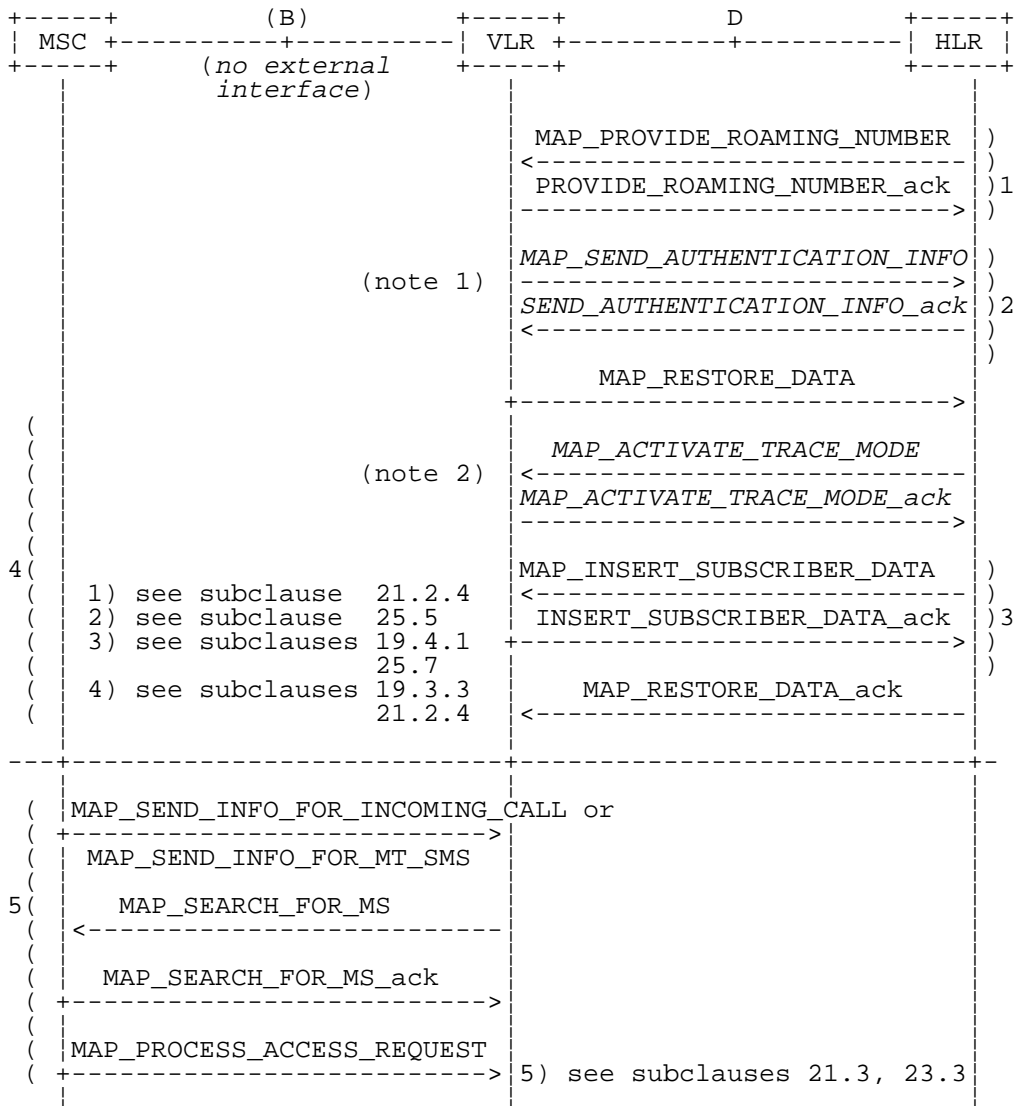 (B) D
MSC VLR HLR
(no external
interface)
MAP_PROVIDE_ROAMING_NUMBER )
)
PROVIDE_ROAMING_NUMBER_ack )1
)
MAP_SEND_AUTHENTICATION_INFO )
(note 1) )
SEND_AUTHENTICATION_INFO_ack )2
)
)
MAP_RESTORE_DATA
(
( MAP_ACTIVATE_TRACE_MODE
( (note 2)
( MAP_ACTIVATE_TRACE_MODE_ack
(
(
4( MAP_INSERT_SUBSCRIBER_DATA )
( 1) see subclause 21.2.4 )
( 2) see subclause 25.5 INSERT_SUBSCRIBER_DATA_ack )3
( 3) see subclauses 19.4.1 )
( 25.7 )
( 4) see subclauses 19.3.3 MAP_RESTORE_DATA_ack
( 21.2.4
( MAP_SEND_INFO_FOR_INCOMING_CALL or
(
( MAP_SEND_INFO_FOR_MT_SMS
(
5( MAP_SEARCH_FOR_MS
(
(
( MAP_SEARCH_FOR_MS_ack
(
(
( MAP_PROCESS_ACCESS_REQUEST
( 5) see subclauses 21.3, 23.3